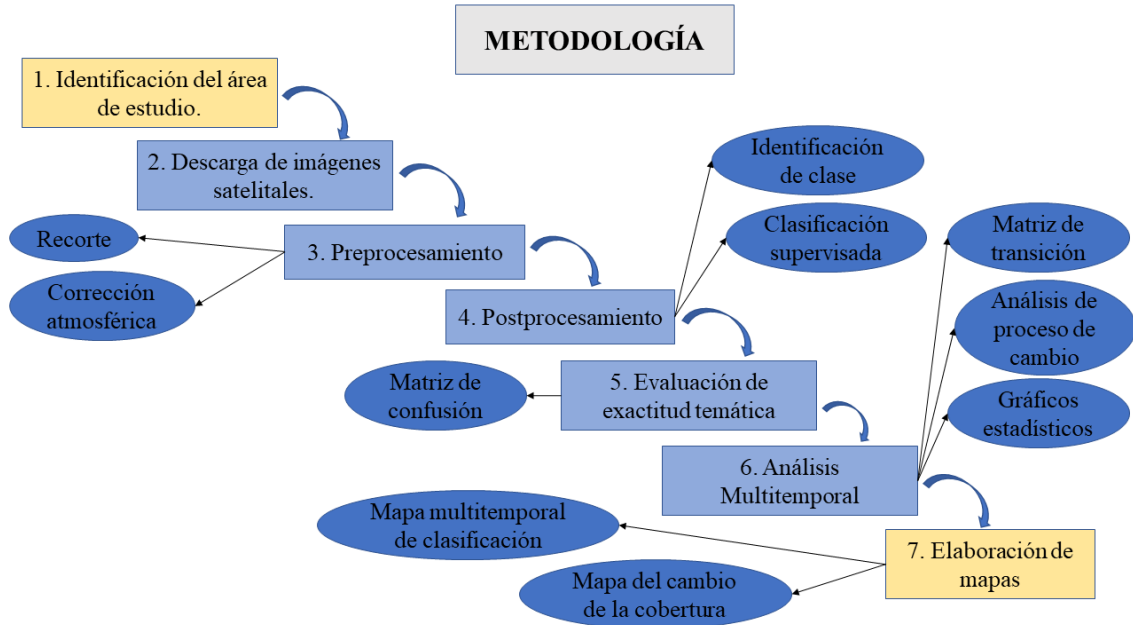 METODOLOGÍA
1. Identificación del área
de estudio.
2. Descarga de imágenes
satelitales.
3. Preprocesamiento
Recorte
Corrección
atmosférica
4. Postprocesamiento
Identificación
de clase
Clasificación
supervisada
5. Evaluación de
exactitud temática
Matriz de
confusión
6. Análisis
Multitemporal
Matriz de
transición
Análisis de
proceso de
cambio
Gráficos
estadísticos
7. Elaboración de
mapas
Mapa multitemporal
de clasificación
Mapa del cambio
de la cobertura